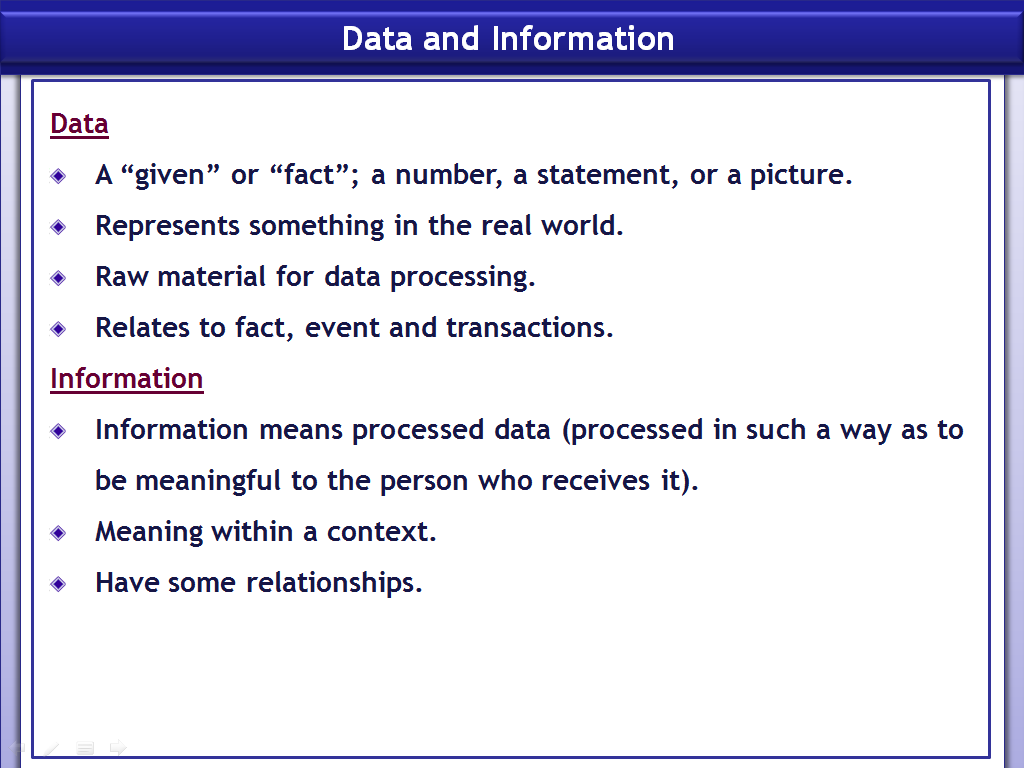 Data and Information
Data
A “given” or “fact”; a number, a statement, or a picture.
Represents something in the real world.
Raw material for data processing.
Relates to fact, event and transactions.
Information
Information means processed data (processed in such a way as to
be meaningful to the person who receives it).
Meaning within a context.
Have some relationships.